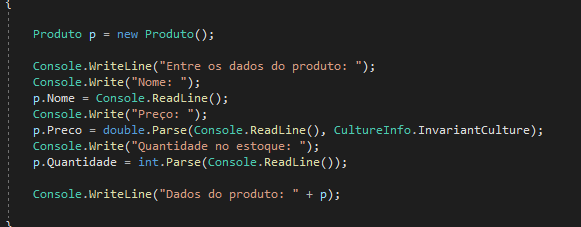 {
Produto p = new Produto();
Console.WriteLine("Entre os dados do produto: ");
Console.Write("Nome: ");
p.Nome = Console.ReadLine();
Console.Write("Preço: ");
p.Preco = double.Parse(Console.ReadLine(), CultureInfo.InvariantCulture);
Console.Write("Quantidade no estoque: ");
p.Quantidade = int.Parse(Console.ReadLine());
Console.WriteLine("Dados do produto: " + p);
}